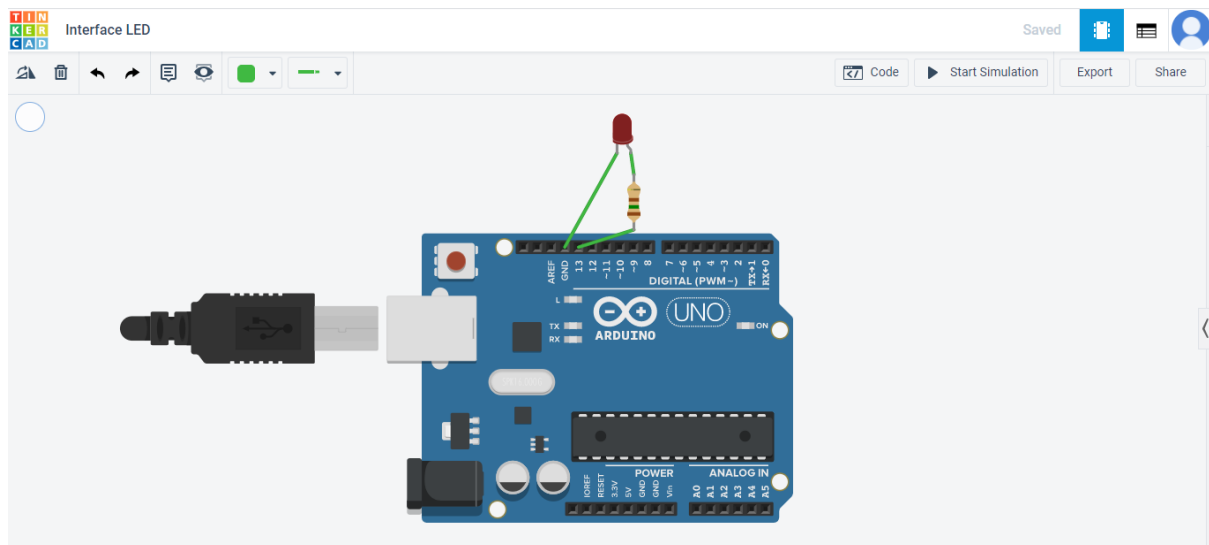 TIN
KER
CAD
Interface LED
Saved
Code
Start Simulation
Export
Share
AREF
GND
13
12
~11
~10
~9
8
7
~6
~5
4
~3
2
TX→1
RX←0
DIGITAL (PWM~)
L
TX
RX
UNO
ARDUINO
ON
POWER
ANALOG IN
IOREF
RESET
3.3V
5V
GND
GND
Vin
A0
A1
A2
A3
A4
A5